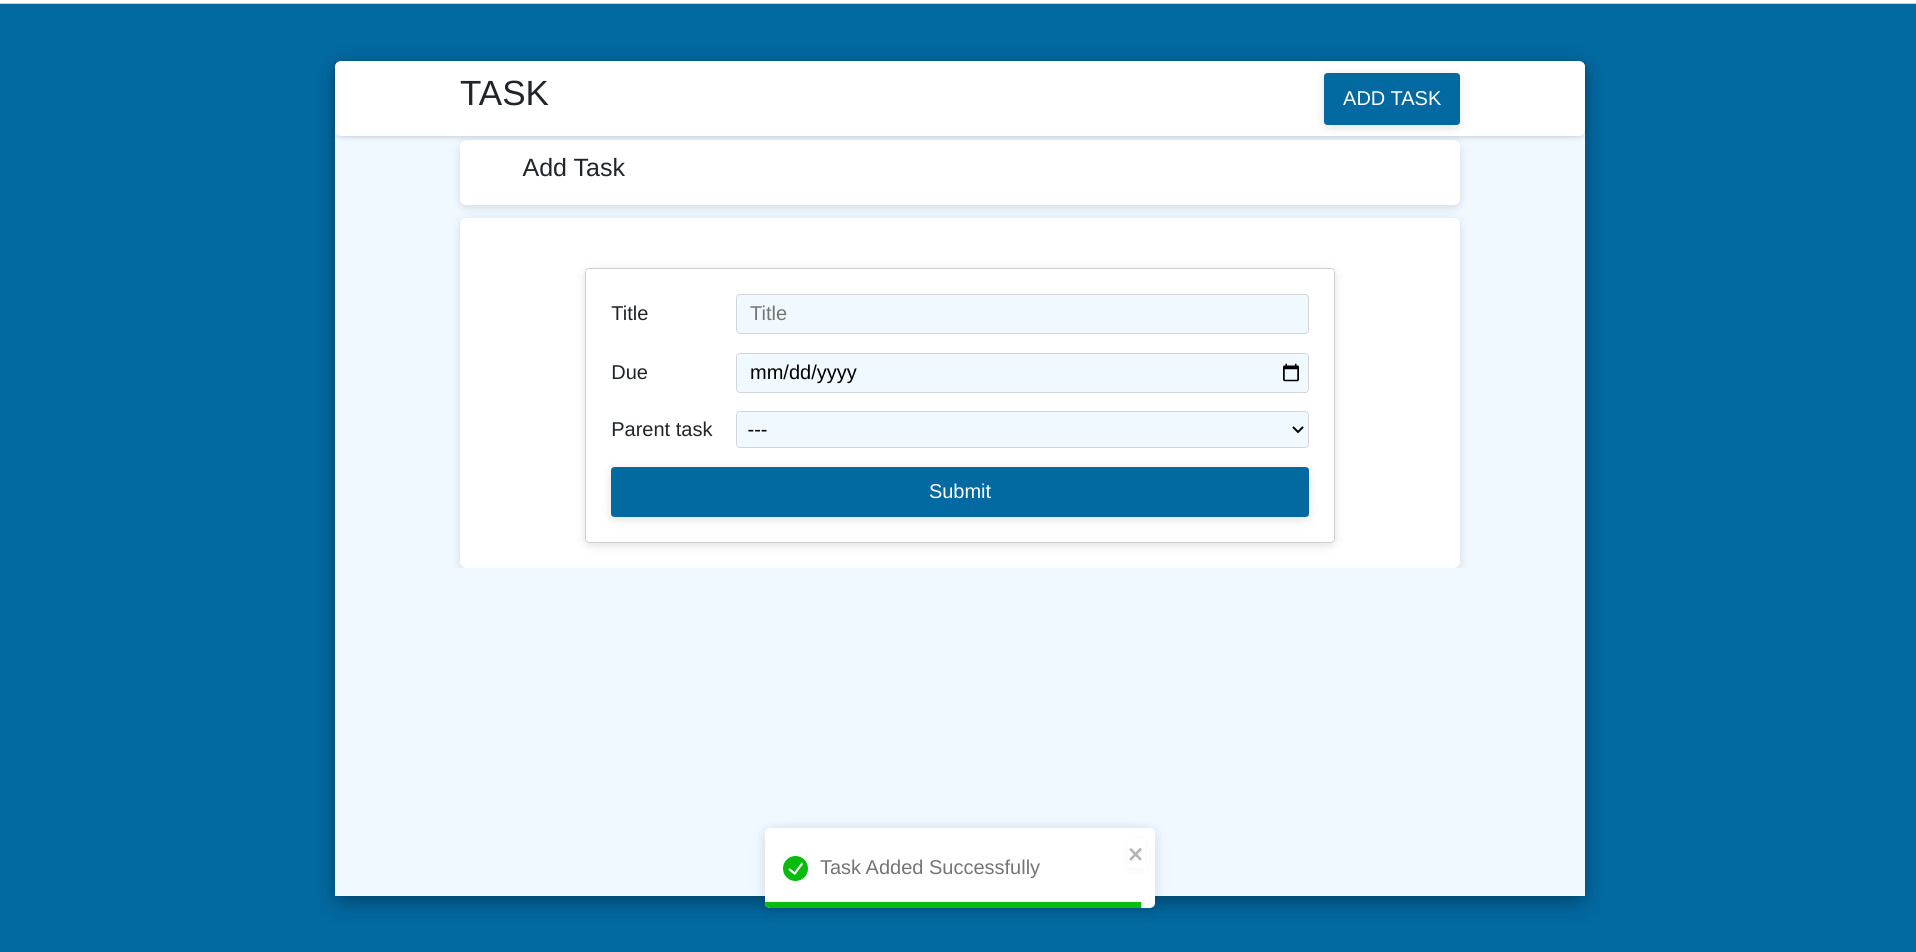 TASK
ADD TASK
Add Task
Title
Title
Due
mm/dd/yyyy
Parent task
---
Submit
Task Added Successfully